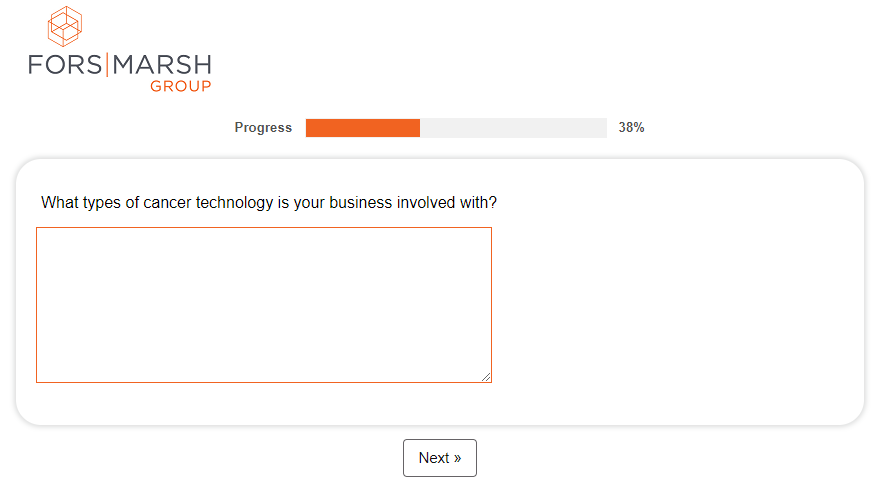 FORS|MARSH
GROUP
Progress 38%
What types of cancer technology is your business involved with?
Next »